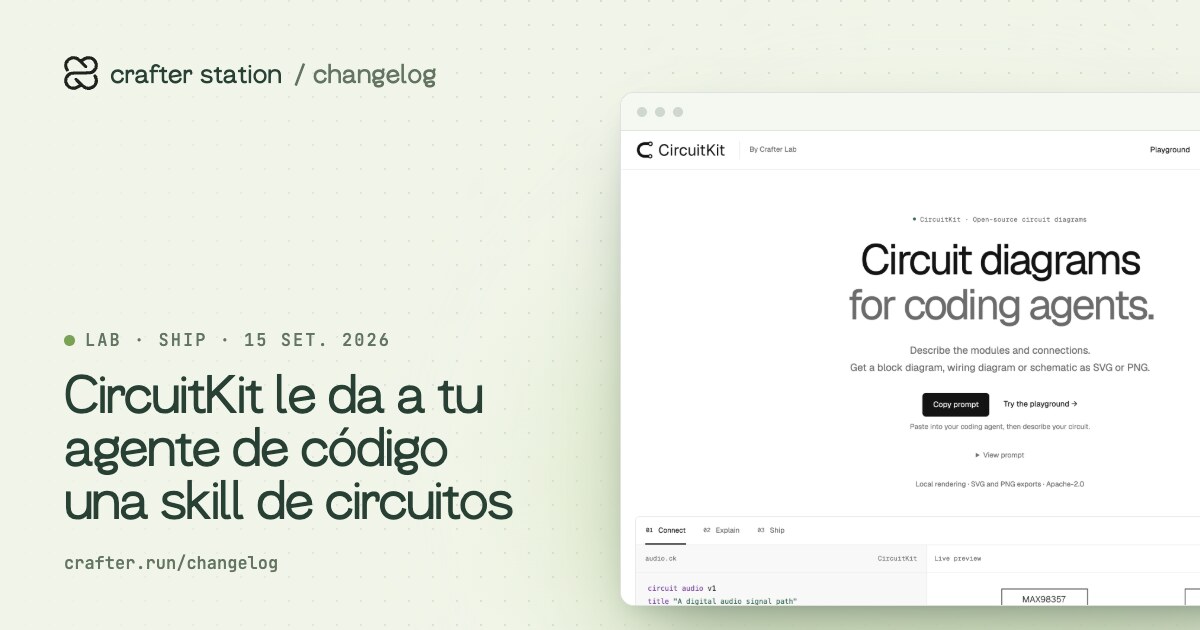 crafter station / changelog
LAB · SHIP · 15 SET. 2026
CircuitKit le da a tu
agente de código
una skill de circuitos
crafter.run/changelog
CircuitKit
By Crafter Lab
Playground
CircuitKit · Open-source circuit diagrams
Circuit diagrams
for coding agents.
Describe the modules and connections.
Get a block diagram, wiring diagram or schematic as SVG or PNG.
Copy prompt
Try the playground →
Paste into your coding agent, then describe your circuit.
▸ View prompt
Local rendering · SVG and PNG exports · Apache-2.0
01 Connect
02 Explain
03 Ship
audio.ck
CircuitKit
Live preview
circuit audio v1
title "A digital audio signal path"
MAX98357